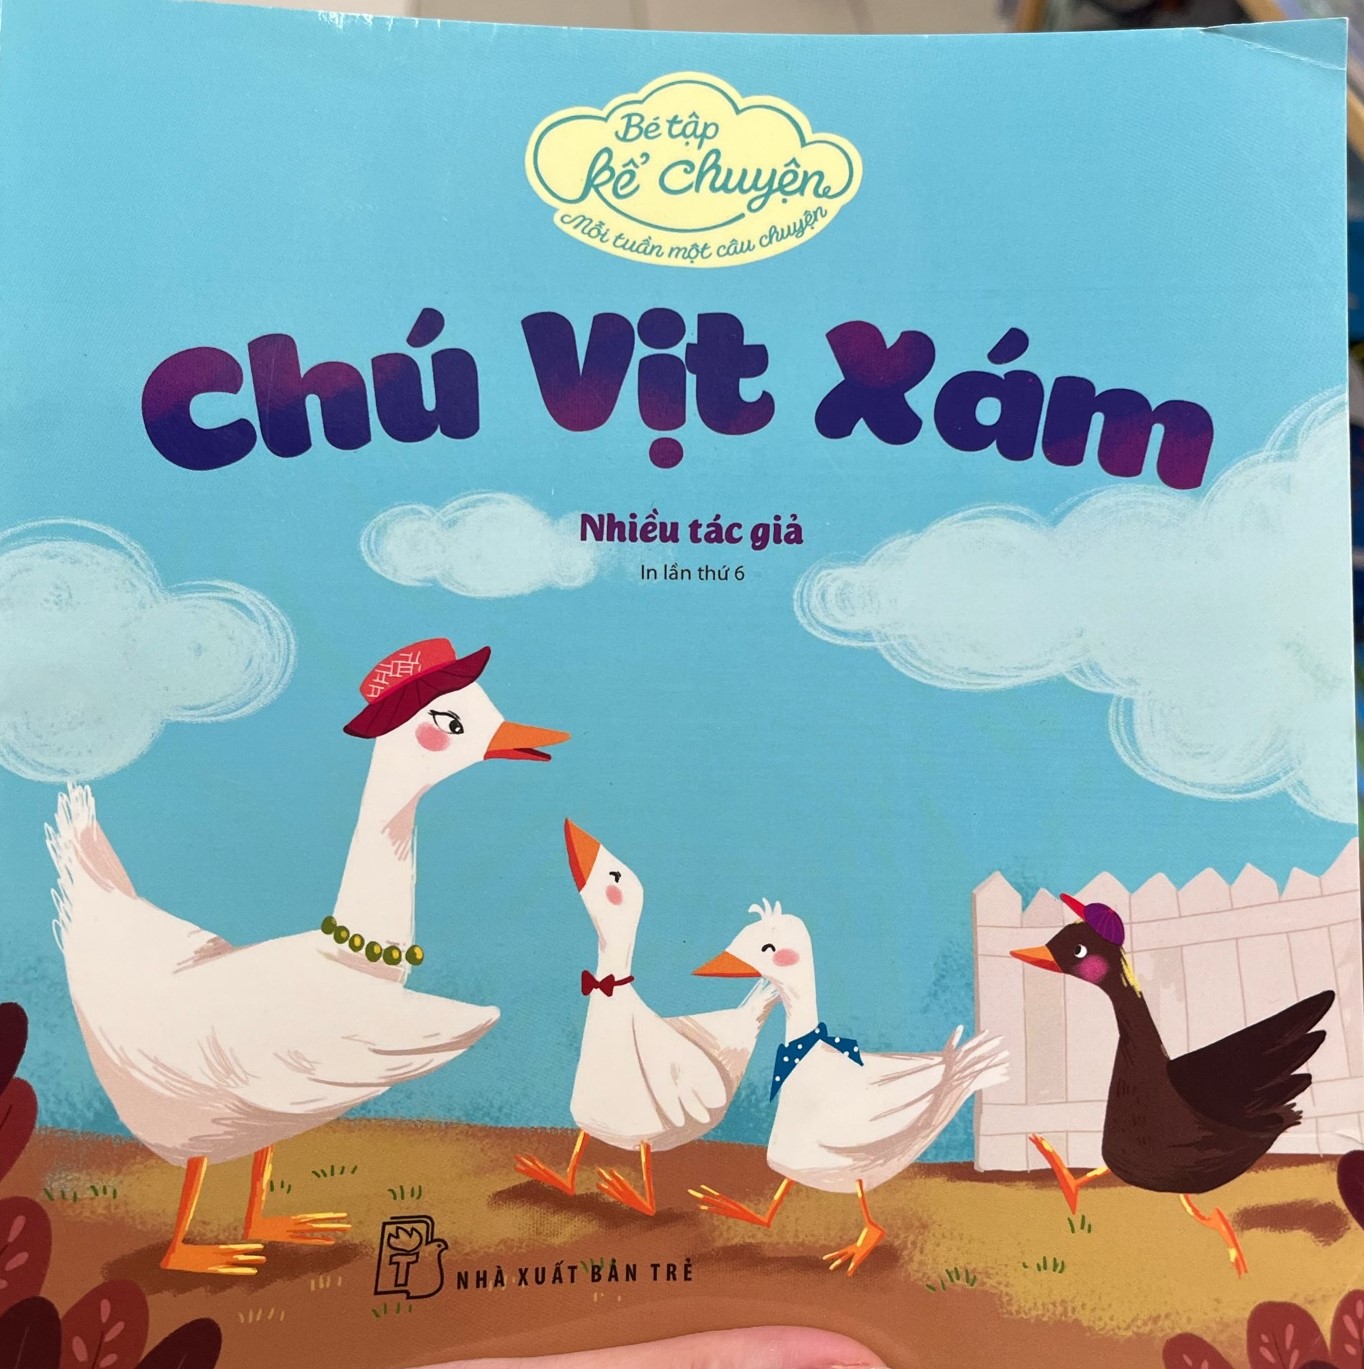 Bé tập
kể chuyện
Mỗi tuần một câu chuyện
Chú Vịt Xám
Nhiều tác giả
In lần thứ 6
T
NHÀ XUẤT BẢN TRẺ